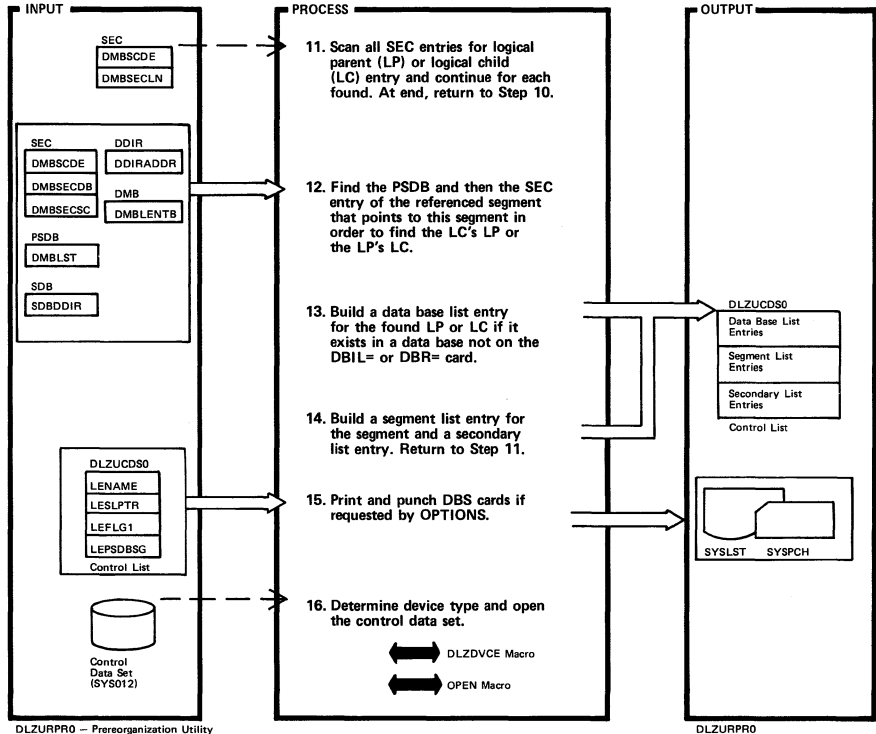 INPUT
SEC
DMBSCDE
DMBSECLN
SEC
DMBSCDE
DMBSECDB
DMBSECSC
DDIR
DDIRADDR
DMB
DMBLENTB
PSDB
DMBLST
SDB
SDBDDIR
DLZUCDS0
LENAME
LESLPTR
LEFLG1
LEPSDBSG
Control List
Control
Data Set
(SYS012)
PROCESS
11. Scan all SEC entries for logical
parent (LP) or logical child
(LC) entry and continue for each
found. At end, return to Step 10.
12. Find the PSDB and then the SEC
entry of the referenced segment
that points to this segment in
order to find the LC's LP or
the LP's LC.
13. Build a data base list entry
for the found LP or LC if it
exists in a data base not on the
DBIL= or DBR= card.
14. Build a segment list entry for
the segment and a secondary
list entry. Return to Step 11.
15. Print and punch DBS cards if
requested by OPTIONS.
16. Determine device type and open
the control data set.
DLZDVCE Macro
OPEN Macro
OUTPUT
DLZUCDS0
Data Base List
Entries
Segment List
Entries
Secondary List
Entries
Control List
SYSLST SYSPCH
DLZURPR0 — Prereorganization Utility
DLZURPR0